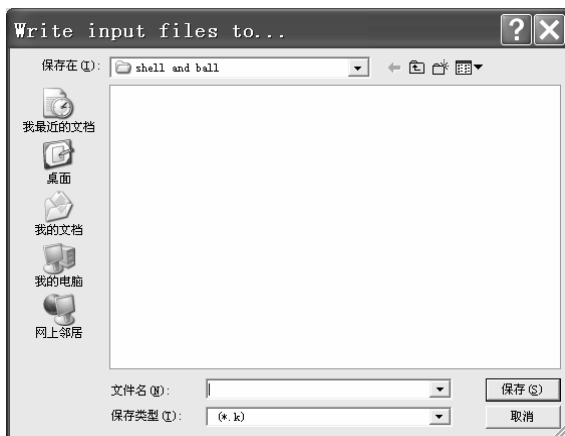 Write input files to...
保存在(I): shell and ball
我最近的文档
桌面
我的文档
我的电脑
网上邻居
文件名(N): 保存(S)
保存类型(T): (*.k) 取消